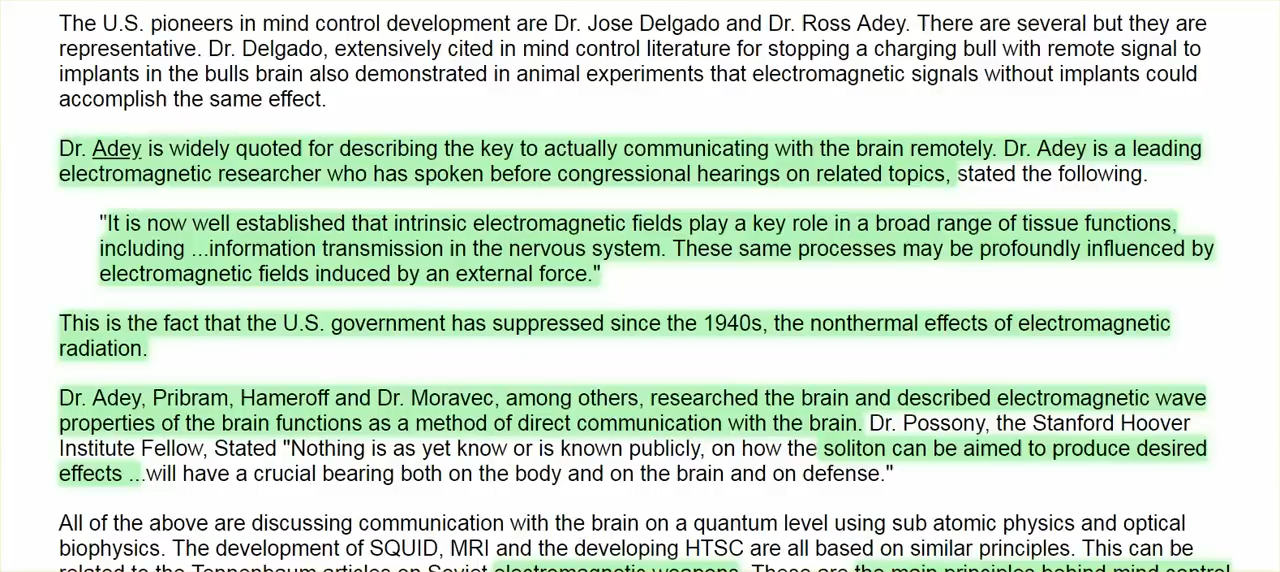 The U.S. pioneers in mind control development are Dr. Jose Delgado and Dr. Ross Adey. There are several but they are
representative. Dr. Delgado, extensively cited in mind control literature for stopping a charging bull with remote signal to
implants in the bulls brain also demonstrated in animal experiments that electromagnetic signals without implants could
accomplish the same effect.
Dr. Adey is widely quoted for describing the key to actually communicating with the brain remotely. Dr. Adey is a leading
electromagnetic researcher who has spoken before congressional hearings on related topics, stated the following.
"It is now well established that intrinsic electromagnetic fields play a key role in a broad range of tissue functions,
including ...information transmission in the nervous system. These same processes may be profoundly influenced by
electromagnetic fields induced by an external force."
This is the fact that the U.S. government has suppressed since the 1940s, the nonthermal effects of electromagnetic
radiation.
Dr. Adey, Pribram, Hameroff and Dr. Moravec, among others, researched the brain and described electromagnetic wave
properties of the brain functions as a method of direct communication with the brain. Dr. Possony, the Stanford Hoover
Institute Fellow, Stated "Nothing is as yet know or is known publicly, on how the soliton can be aimed to produce desired
effects ...will have a crucial bearing both on the body and on the brain and on defense."
All of the above are discussing communication with the brain on a quantum level using sub atomic physics and optical
biophysics. The development of SQUID, MRI and the developing HTSC are all based on similar principles. This can be
related to the Tennenbaum articles on Soviet electromagnetic weapons. These are the main principles behind mind control